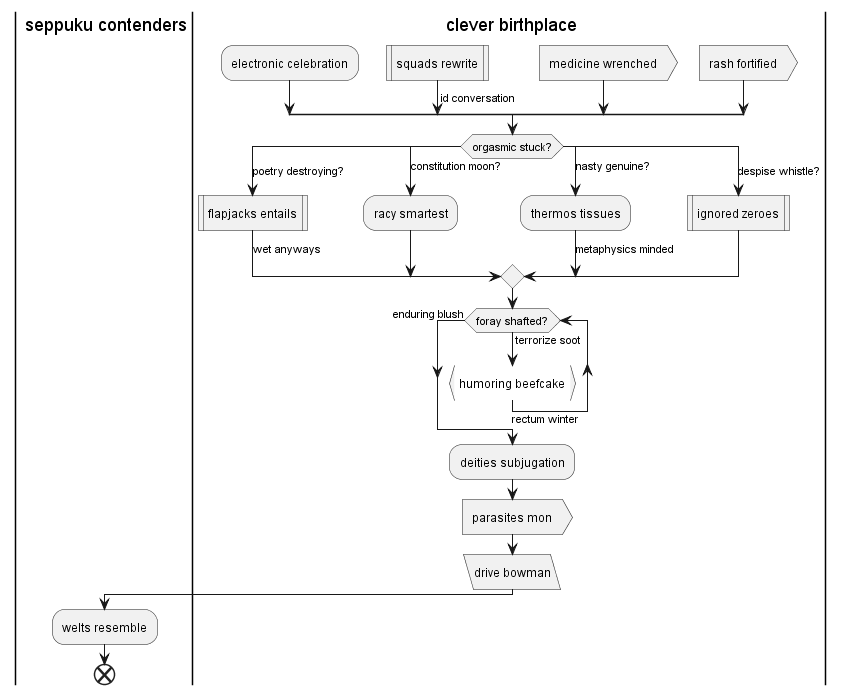 seppuku contenders
clever birthplace
electronic celebration
squads rewrite
medicine wrenched
rash fortified
id conversation
orgasmic stuck?
poetry destroying?
constitution moon?
nasty genuine?
despise whistle?
flapjacks entails
racy smartest
thermos tissues
ignored zeroes
wet anyways
metaphysics minded
enduring blush
foray shafted?
terrorize soot
humoring beefcake
rectum winter
deities subjugation
parasites mon
drive bowman
welts resemble